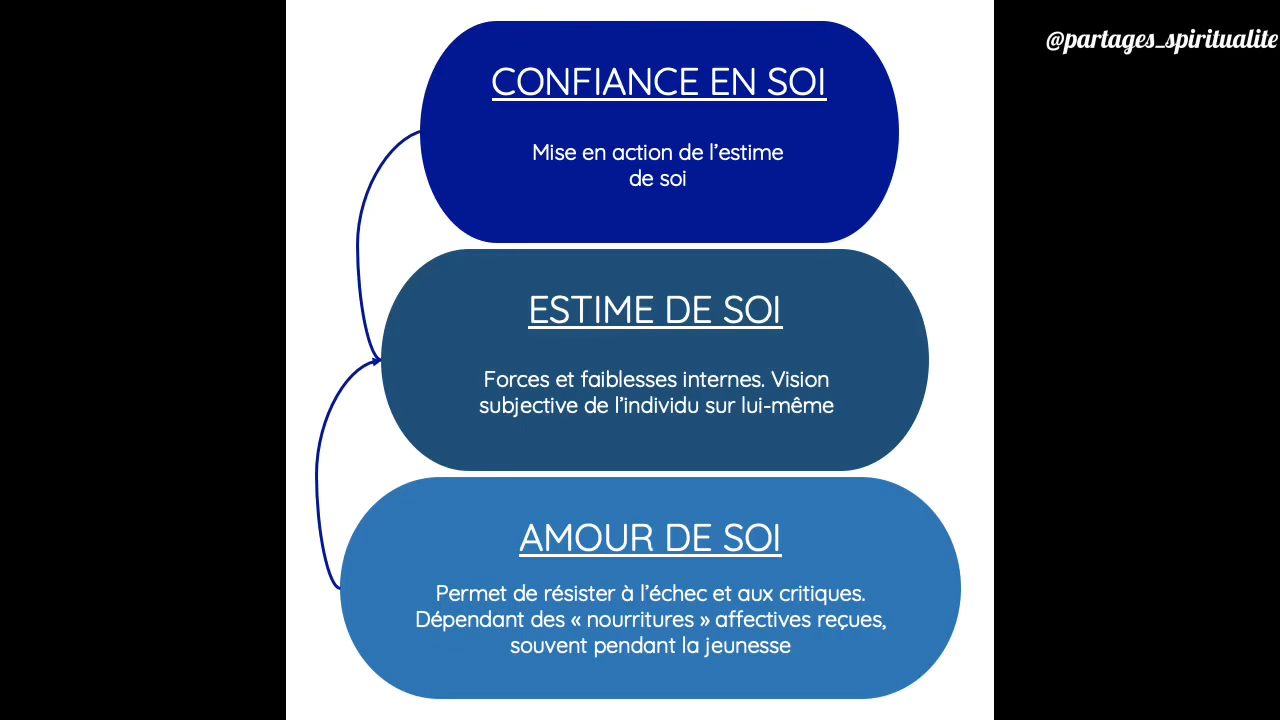 @partages_spiritualite
CONFIANCE EN SOI
Mise en action de l’estime
de soi
ESTIME DE SOI
Forces et faiblesses internes. Vision
subjective de l’individu sur lui-même
AMOUR DE SOI
Permet de résister à l’échec et aux critiques.
Dépendant des « nourritures » affectives reçues,
souvent pendant la jeunesse